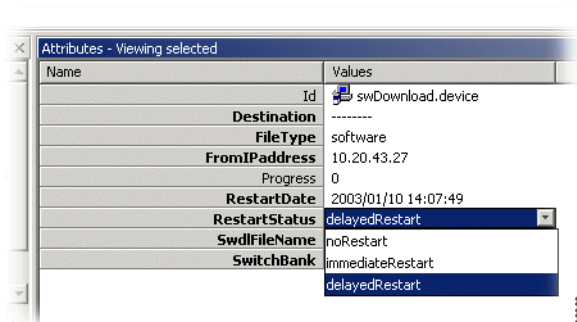 Attributes - Viewing selected
Name Values
Id swDownload.device
Destination --------
FileType software
FromIPaddress 10.20.43.27
Progress 0
RestartDate 2003/01/10 14:07:49
RestartStatus delayedRestart
SwdlFileName noRestart
SwitchBank immediateRestart
delayedRestart